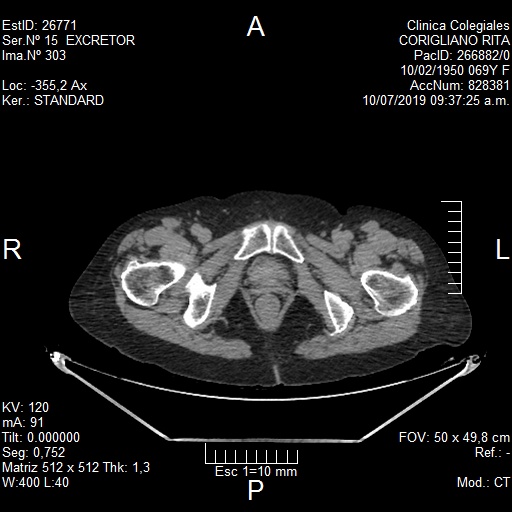 EstID: 26771
Ser.Nº 15 EXCRETOR
Ima.Nº 303
Loc: -355,2 Ax
Ker.: STANDARD
A
Clinica Colegiales
CORIGLIANO RITA
PacID: 266882/0
10/02/1950 069Y F
AccNum: 828381
10/07/2019 09:37:25 a.m.
R
L
KV: 120
mA: 91
Tilt: 0.000000
Seg: 0,752
Matriz 512 x 512 Thk: 1,3
W:400 L:40
Esc 1=10 mm
P
FOV: 50 x 49,8 cm
Ref.: -
Mod.: CT